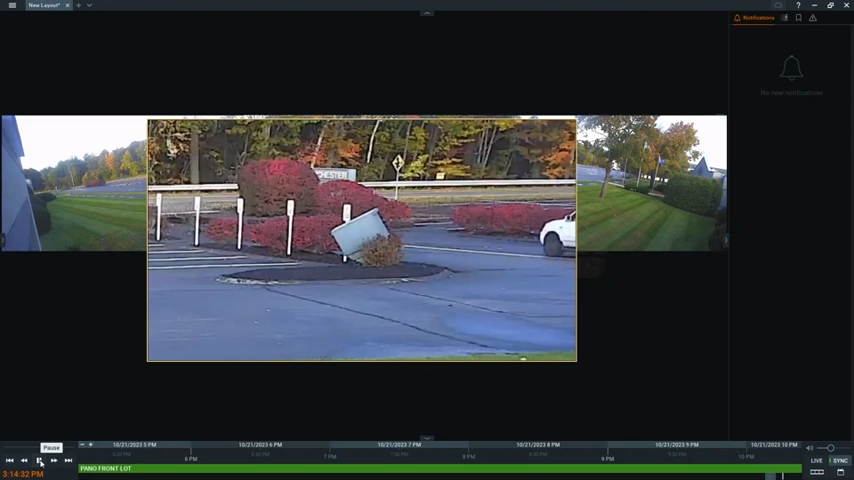 New Layout*
Notifications
No new notifications
CHESTER
Pause
3:14:32 PM
10/21/2023 5 PM
10/21/2023 6 PM
10/21/2023 7 PM
10/21/2023 8 PM
10/21/2023 9 PM
10/21/2023 10 PM
6 PM
7 PM
8 PM
9 PM
10 PM
PANO FRONT LOT
LIVE
SYNC